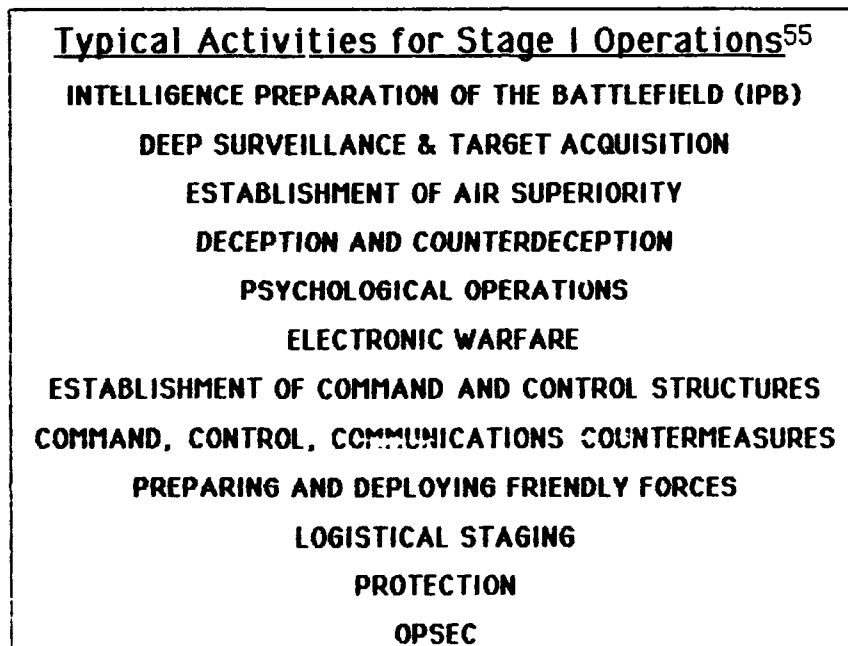 Typical Activities for Stage I Operations55
INTELLIGENCE PREPARATION OF THE BATTLEFIELD (IPB)
DEEP SURVEILLANCE & TARGET ACQUISITION
ESTABLISHMENT OF AIR SUPERIORITY
DECEPTION AND COUNTERDECEPTION
PSYCHOLOGICAL OPERATIONS
ELECTRONIC WARFARE
ESTABLISHMENT OF COMMAND AND CONTROL STRUCTURES
COMMAND, CONTROL, COMMUNICATIONS COUNTERMEASURES
PREPARING AND DEPLOYING FRIENDLY FORCES
LOGISTICAL STAGING
PROTECTION
OPSEC